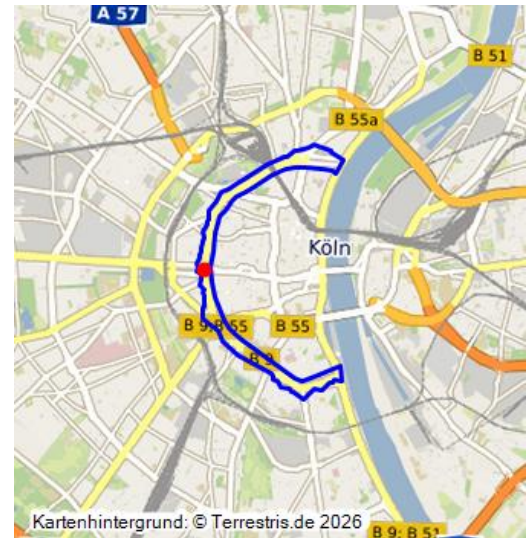 A 57
B 51
B 55a
Köln
B 9; B 55
B 55
B 9
Kartenhintergrund: © Terrestris.de 2026
B 9; B 51